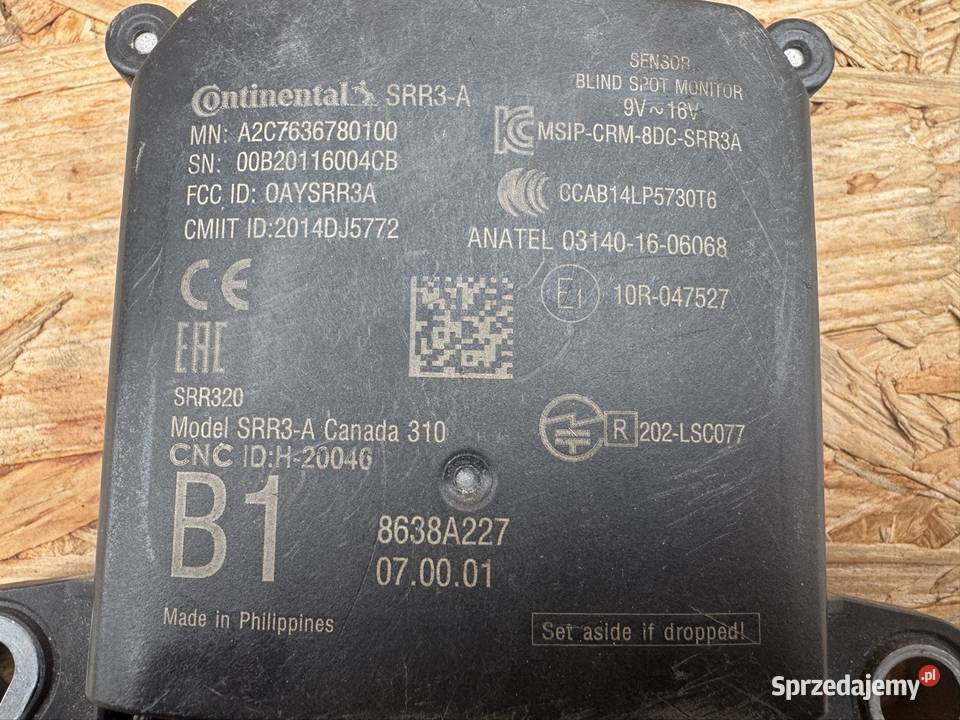 Continental SRR3-A
MN: A2C7636780100
SN: 00B20116004CB
FCC ID: OAYSRR3A
CMIIT ID:2014DJ5772
CE
EAC
SRR320
Model SRR3-A Canada 310
CNC ID:H-20046
B1
Made in Philippines
SENSOR
BLIND SPOT MONITOR
9V~16V
MSIP-CRM-8DC-SRR3A
CCAB14LP5730T6
ANATEL 03140-16-06068
E1 10R-047527
R 202-LSC077
8638A227
07.00.01
Set aside if dropped!
Sprzedajemy.pl